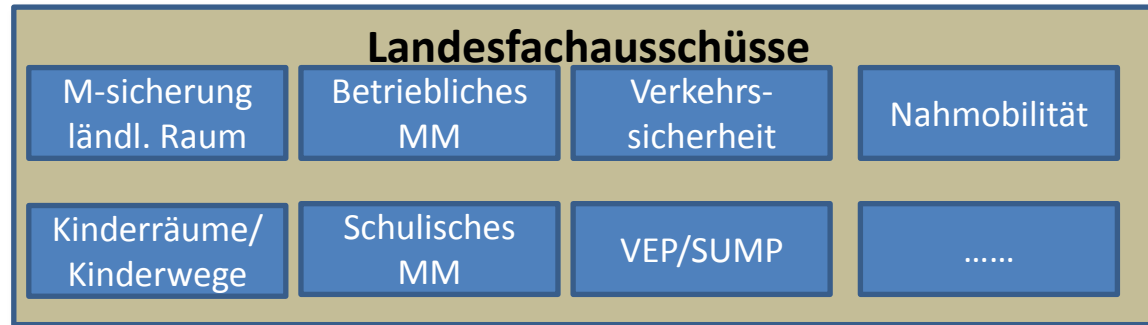 Landesfachausschüsse
M-sicherung
ländl. Raum
Betriebliches
MM
Verkehrs-
sicherheit
Nahmobilität
Kinderräume/
Kinderwege
Schulisches
MM
VEP/SUMP
......